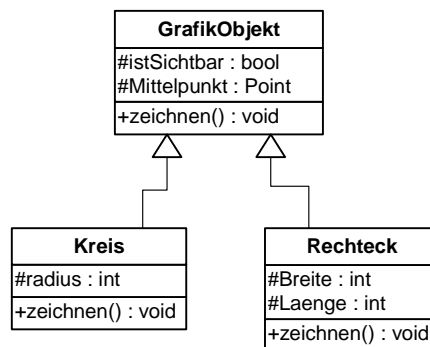 GrafikObjekt
#istSichtbar : bool
#Mittelpunkt : Point
+zeichnen() : void
Kreis
#radius : int
+zeichnen() : void
Rechteck
#Breite : int
#Laenge : int
+zeichnen() : void